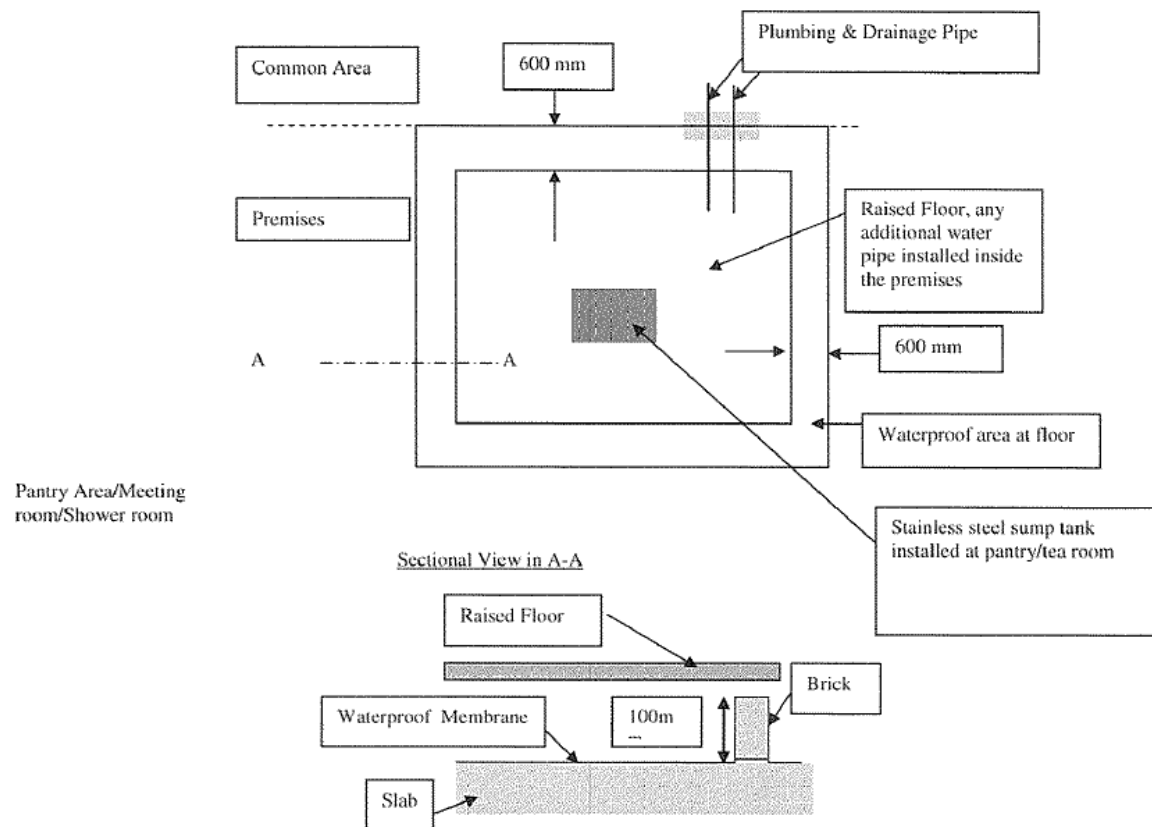 Plumbing & Drainage Pipe
Common Area
600 mm
Premises
Raised Floor, any
additional water
pipe installed inside
the premises
600 mm
A
A
Waterproof area at floor
Pantry Area/Meeting
room/Shower room
Stainless steel sump tank
installed at pantry/tea room
Sectional View in A-A
Raised Floor
Brick
Waterproof Membrane
100m
Slab